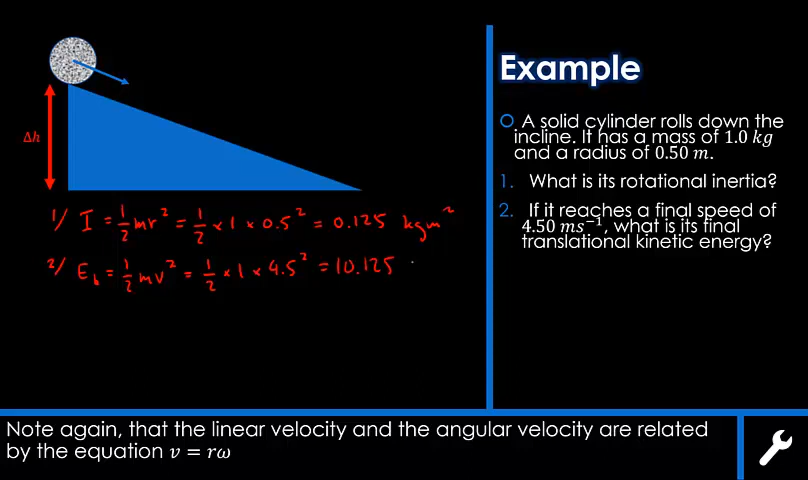 Example
A solid cylinder rolls down the
incline. It has a mass of 1.0 kg
and a radius of 0.50 m.
1. What is its rotational inertia?
2. If it reaches a final speed of
4.50 ms⁻¹, what is its final
translational kinetic energy?
Δh
1/ I = 1/2 mr² = 1/2 × 1 × 0.5² = 0.125 kgm²
2/ Eₖ = 1/2 mv² = 1/2 × 1 × 4.5² = 10.125
Note again, that the linear velocity and the angular velocity are related
by the equation v = rω